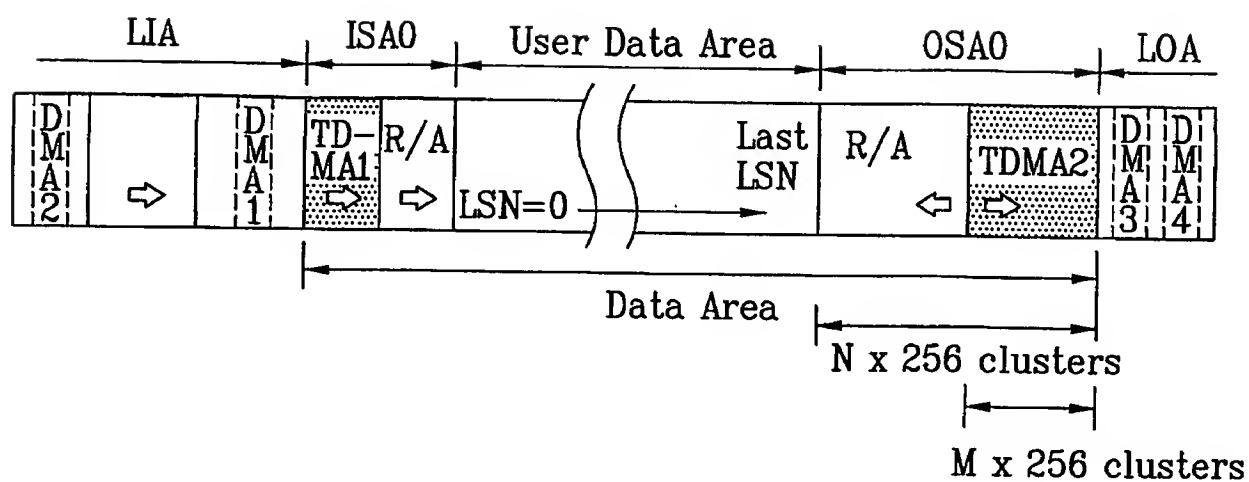 LIA
ISA0
User Data Area
OSA0
LOA
DMA2
DMA1
TD-
MA1
R/A
LSN=0
Last
LSN
R/A
TDMA2
DMA3
DMA4
Data Area
N x 256 clusters
M x 256 clusters